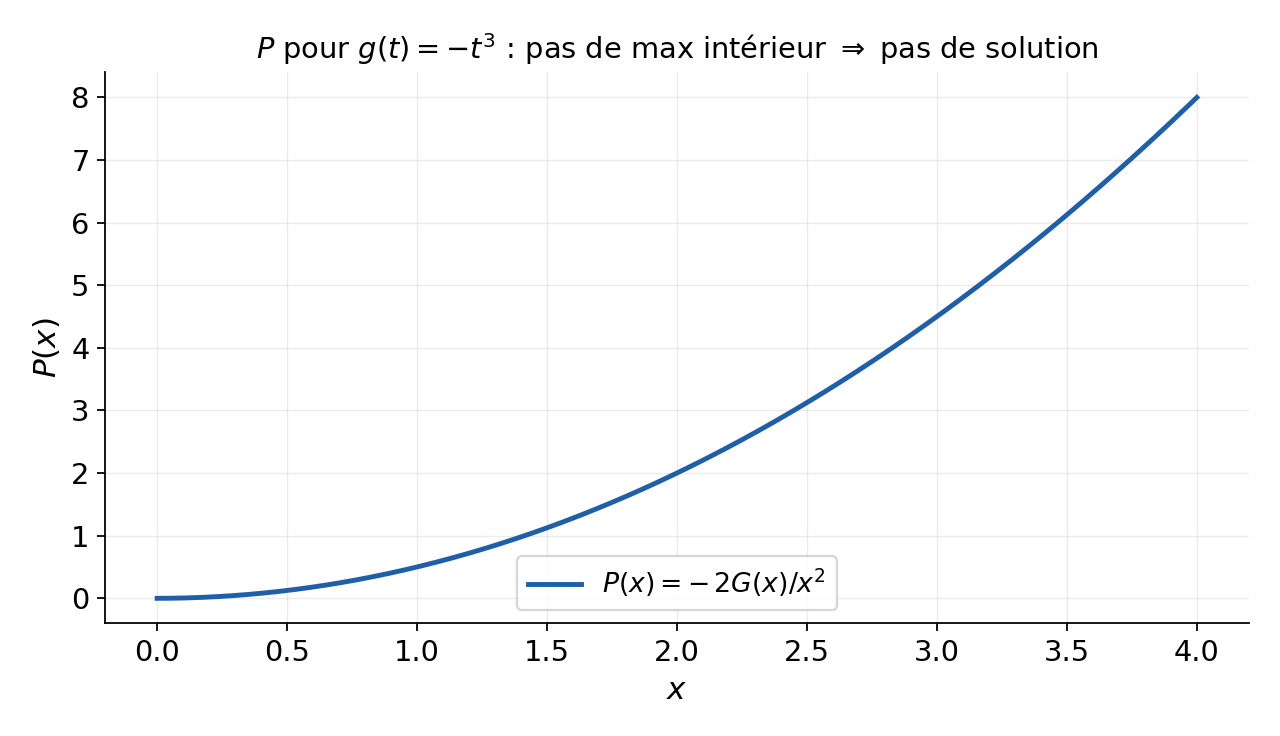 P pour g(t) = −t³ : pas de max intérieur ⇒ pas de solution
P(x)
8
7
6
5
4
3
2
1
0
P(x) = −2G(x)/x²
0.0 0.5 1.0 1.5 2.0 2.5 3.0 3.5 4.0
x